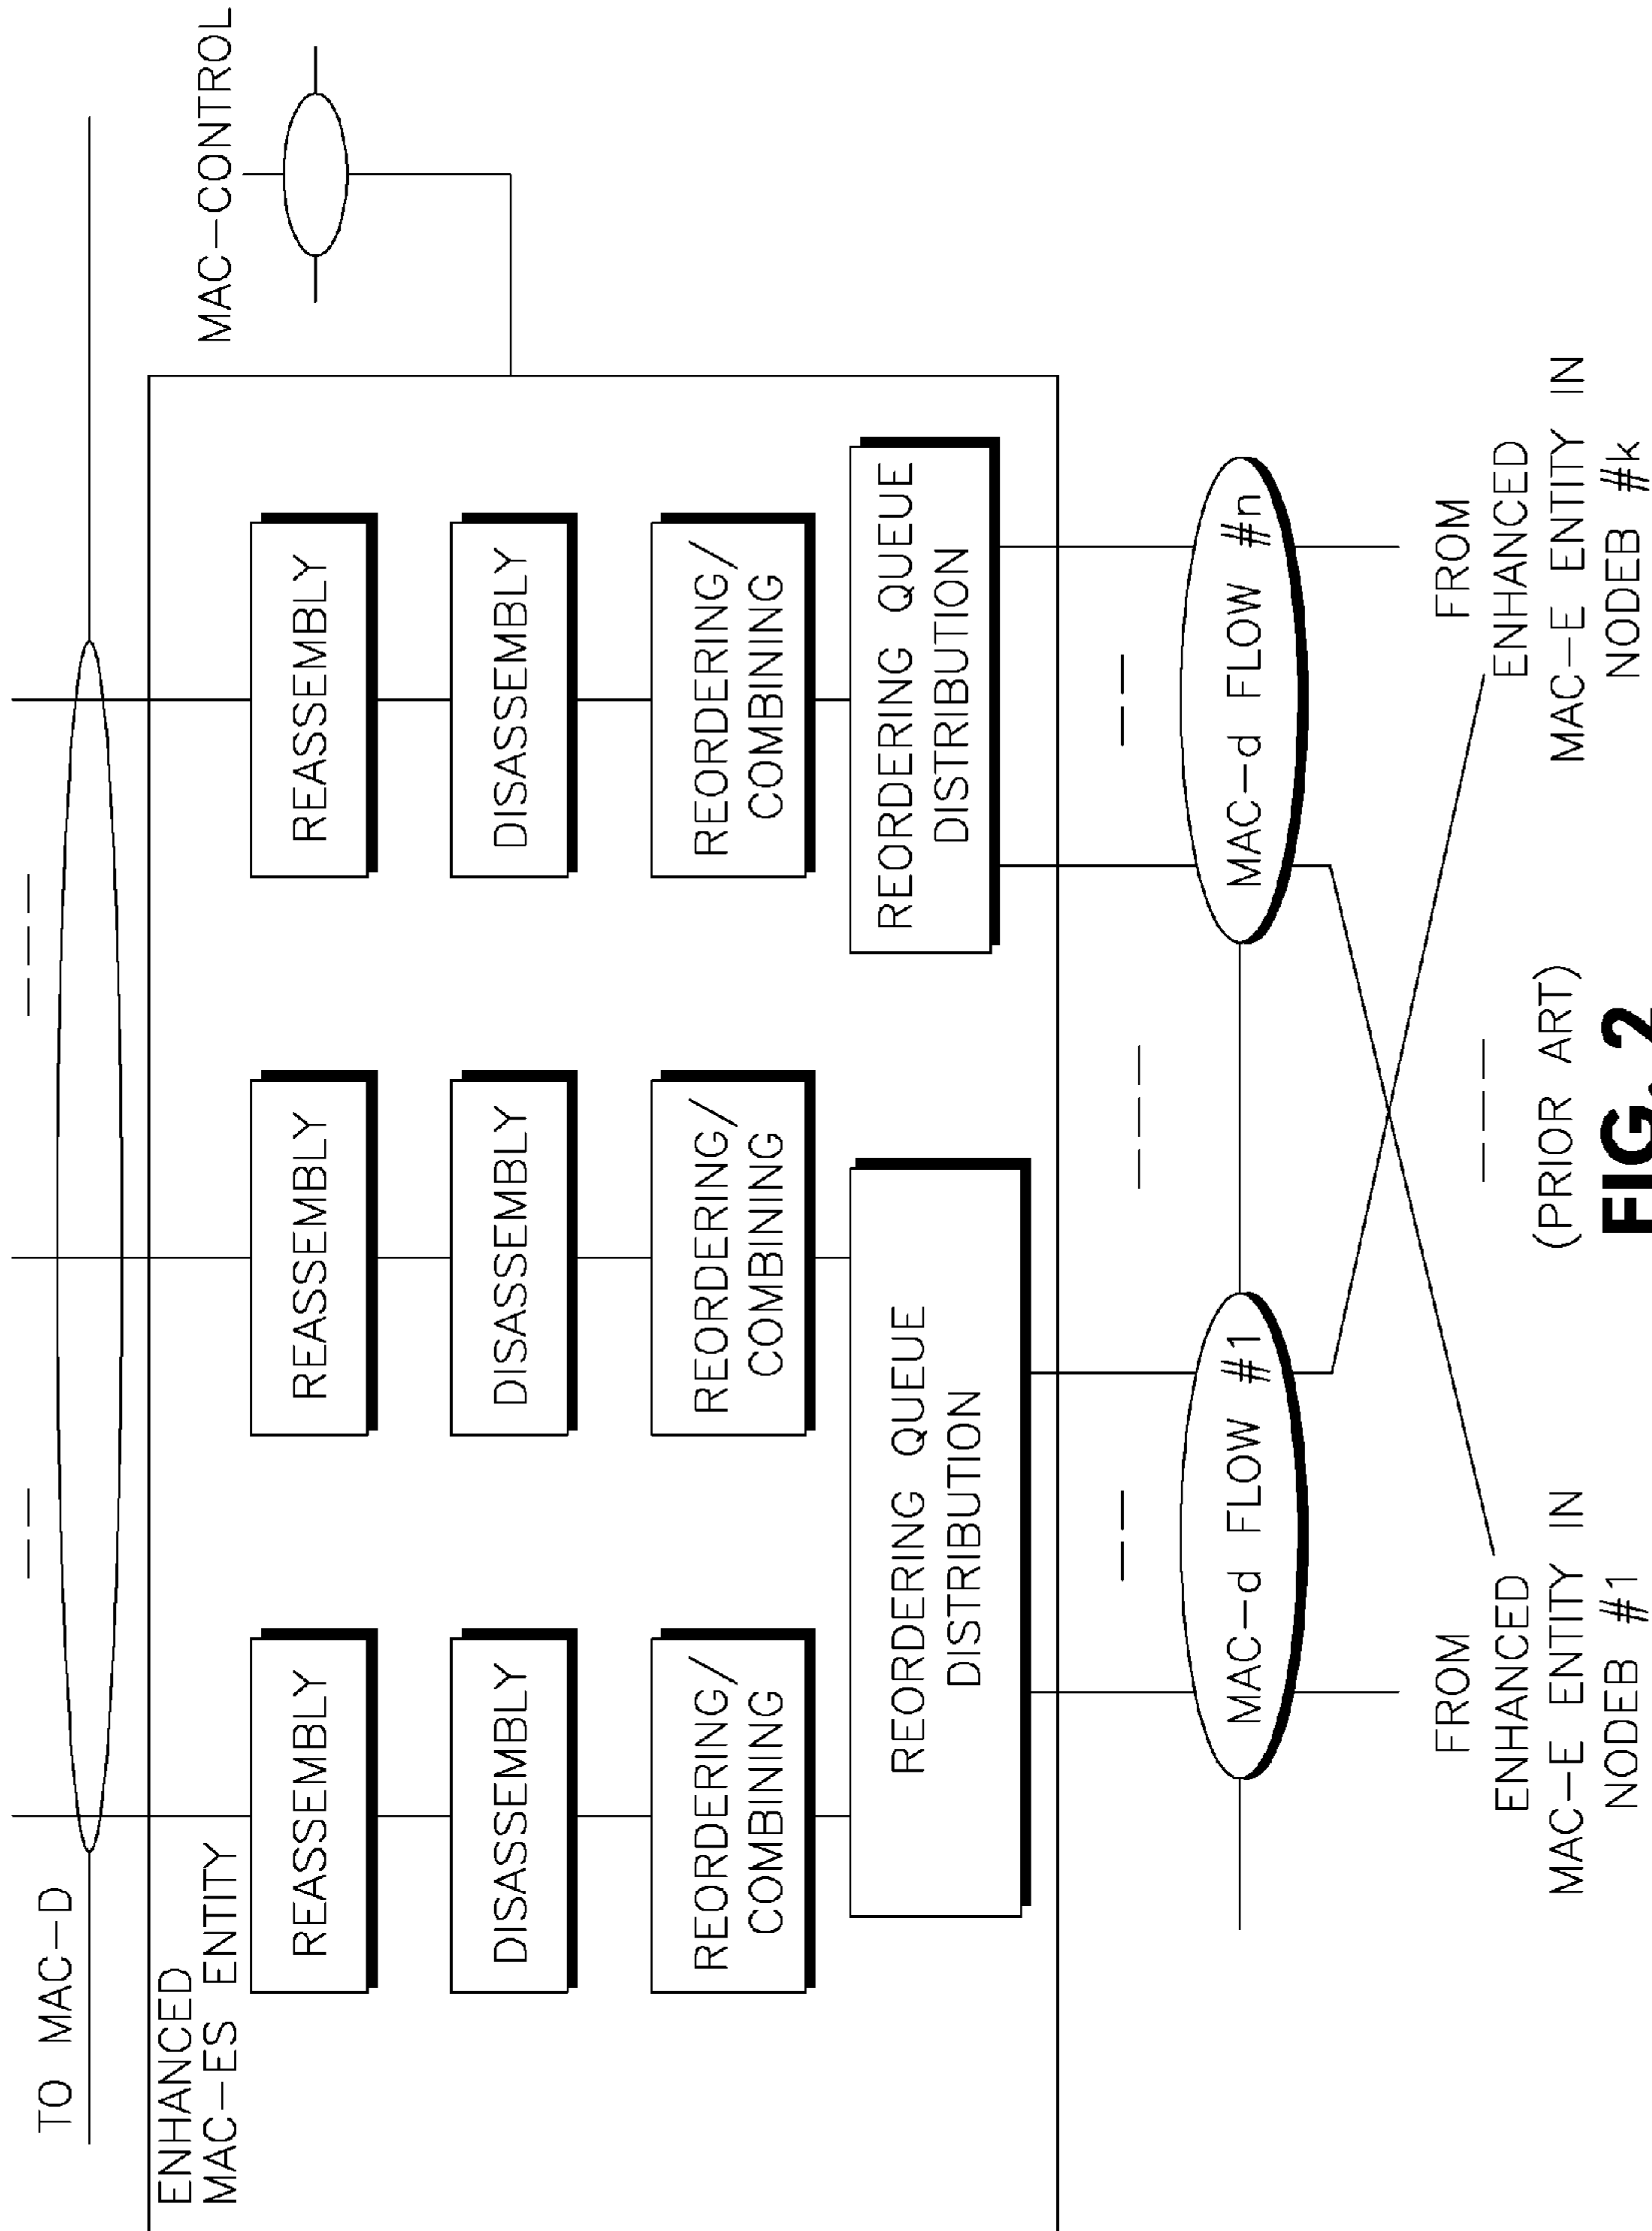 TO MAC-D
MAC-CONTROL
ENHANCED
MAC-ES ENTITY
REASSEMBLY
REASSEMBLY
REASSEMBLY
DISASSEMBLY
DISASSEMBLY
DISASSEMBLY
REORDERING/
COMBINING
REORDERING/
COMBINING
REORDERING/
COMBINING
REORDERING QUEUE
DISTRIBUTION
REORDERING QUEUE
DISTRIBUTION
MAC-d FLOW #1
MAC-d FLOW #n
FROM
ENHANCED
MAC-E ENTITY IN
NODEB #1
FROM
ENHANCED
MAC-E ENTITY IN
NODEB #k
(PRIOR ART)
FIG. 2